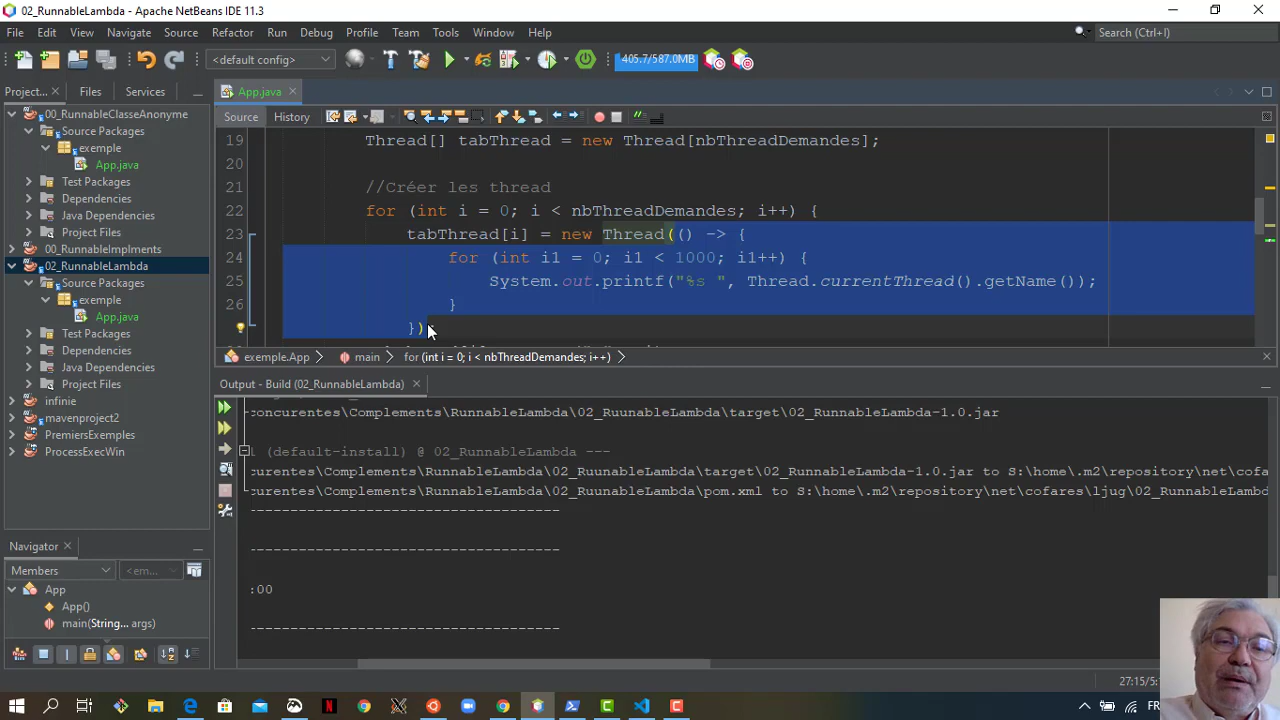 02_RunnableLambda - Apache NetBeans IDE 11.3
File Edit View Navigate Source Refactor Run Debug Profile Team Tools Window Help
Search (Ctrl+I)
<default config>
405.7/587.0MB
Project...
Files
Services
App.java
Source
History
00_RunnableClasseAnonyme
Source Packages
exemple
App.java
Test Packages
Dependencies
Java Dependencies
Project Files
00_RunnableImplments
02_RunnableLambda
Source Packages
exemple
App.java
Test Packages
Dependencies
Java Dependencies
Project Files
infinie
mavenproject2
PremiersExemples
ProcessExecWin
19 Thread[] tabThread = new Thread[nbThreadDemandes];
20
21 //Créer les thread
22 for (int i = 0; i < nbThreadDemandes; i++) {
23 tabThread[i] = new Thread(() -> {
24 for (int i1 = 0; i1 < 1000; i1++) {
25 System.out.printf("%s ", Thread.currentThread().getName());
26 }
})
exemple.App
main
for (int i = 0; i < nbThreadDemandes; i++)
Output - Build (02_RunnableLambda)
concurentes\Complements\RunnableLambda\02_RuunableLambda\target\02_RunnableLambda-1.0.jar
l (default-install) @ 02_RunnableLambda ---
curentes\Complements\RunnableLambda\02_RuunableLambda\target\02_RunnableLambda-1.0.jar to S:\home\.m2\repository\net\cofa
curentes\Complements\RunnableLambda\02_RuunableLambda\pom.xml to S:\home\.m2\repository\net\cofares\ljug\02_RunnableLambd
----------------------------------------
----------------------------------------
:00
----------------------------------------
Navigator
Members
<em...
App
App()
main(String... args)
27:15/5:
FR